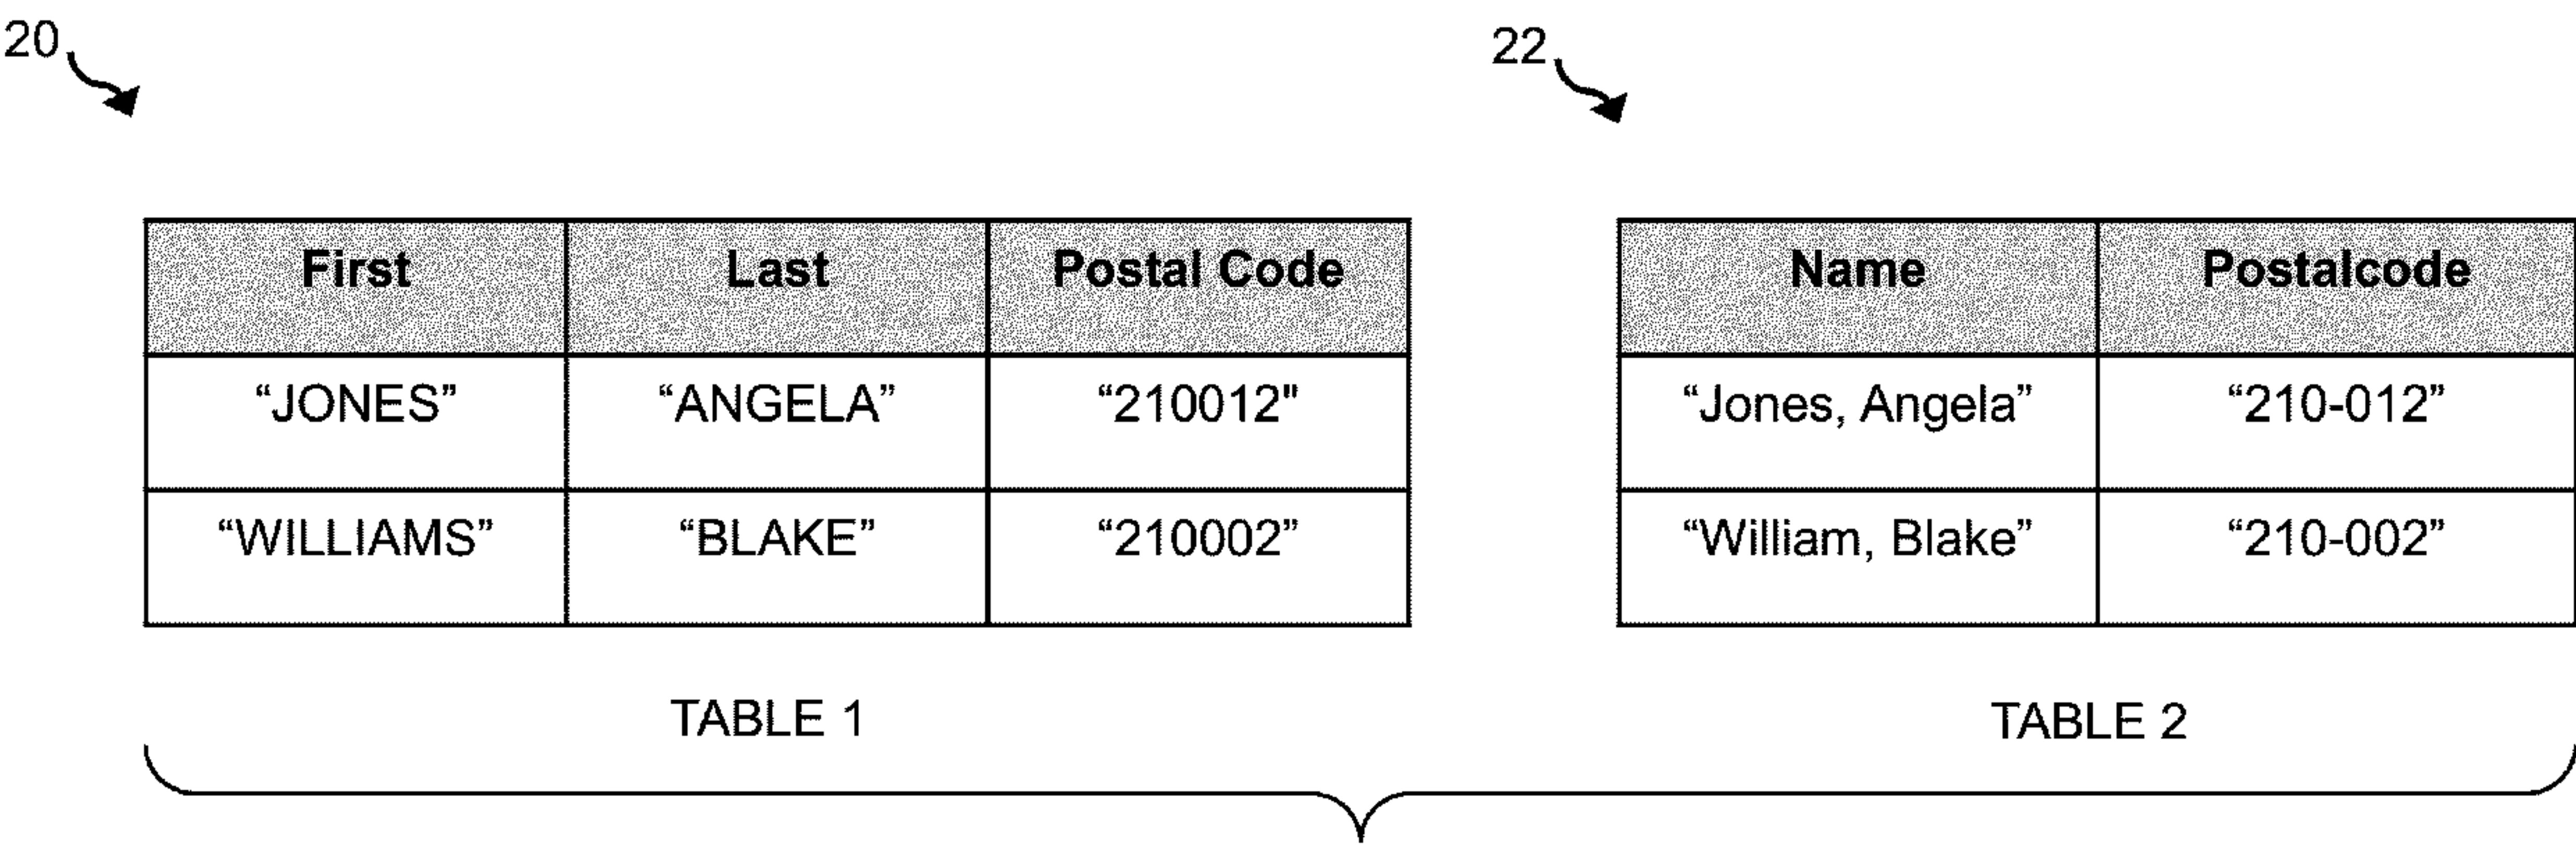 20 22
First Last Postal Code Name Postalcode
“JONES” “ANGELA” “210012" “Jones, Angela” “210-012”
“WILLIAMS” “BLAKE” “210002” “William, Blake” “210-002”
TABLE 1 TABLE 2